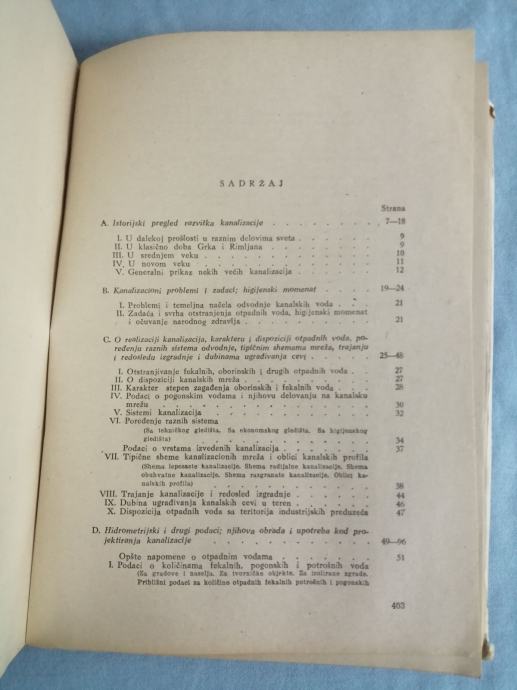 SADRŽAJ
Strana
A. Istorijski pregled razvitka kanalizacije . . . . . . . . 7—18
I. U dalekoj prošlosti u raznim delovima sveta . . . . . 9
II. U klasično doba Grka i Rimljana . . . . . . 9
III. U srednjem veku . . . . . . . . 10
IV. U novom veku . . . . . . . . 11
V. Generalni prikaz nekih većih kanalizacija . . . . . 12
B. Kanalizacioni problemi i zadaci; higijenski momenat . . . . 19—24
I. Problemi i temeljna načela odvodnje kanalskih voda . . . 21
II. Zadaća i svrha otstranjenja otpadnih voda, higijenski momenat
i očuvanje narodnog zdravlja . . . . . . 21
C. O realizaciji kanalizacija, karakteru i dispoziciji otpadnih voda, po-
ređenju raznih sistema odvodnje, tipičnim shemama mreža, trajanju
i redosledu izgradnje i dubinama ugrađivanja cevi . . . . 25—48
I. Otstranjivanje fekalnih, oborinskih i drugih otpadnih voda . . 27
II. O dispoziciji kanalskih mreža . . . . . . 27
III. Karakter stepen zagađenja oborinskih i fekalnih voda . . . 28
IV. Podaci o pogonskim vodama i njihovu delovanju na kanalsku
mrežu . . . . . . . . . 30
V. Sistemi kanalizacija . . . . . . . 32
VI. Poređenje raznih sistema
(Sa tehničkog gledišta. Sa ekonomskog gledišta. Sa higijenskog
gledišta) . . . . . . . . . 34
Podaci o vrstama izvedenih kanalizacija . . . . . 37
VII. Tipične sheme kanalizacionih mreža i oblici kanalskih profila
(Shema lepezaste kanalizacije. Shema radijalne kanalizacije. Shema
obuhvatne kanalizacije. Shema razgranate kanalizacije. Oblici ka-
nalskih profila) . . . . . . . . 38
VIII. Trajanje kanalizacije i redosled izgradnje . . . . . 44
IX. Dubina ugrađivanja kanalskih cevi u teren . . . . 46
X. Dispozicija otpadnih voda sa teritorija industrijskih preduzeća . 47
D. Hidrometrijski i drugi podaci; njihova obrada i upotreba kod pro-
jektiranja kanalizacije . . . . . . . . 49—96
Opšte napomene o otpadnim vodama . . . . . 51
I. Podaci o količinama fekalnih, pogonskih i potrošnih voda
(Za gradove i naselja. Za tvorničke objekte. Za izolirane zgrade.
Približni podaci za količine otpadnih fekalnih potrošnih i pogonskih
463